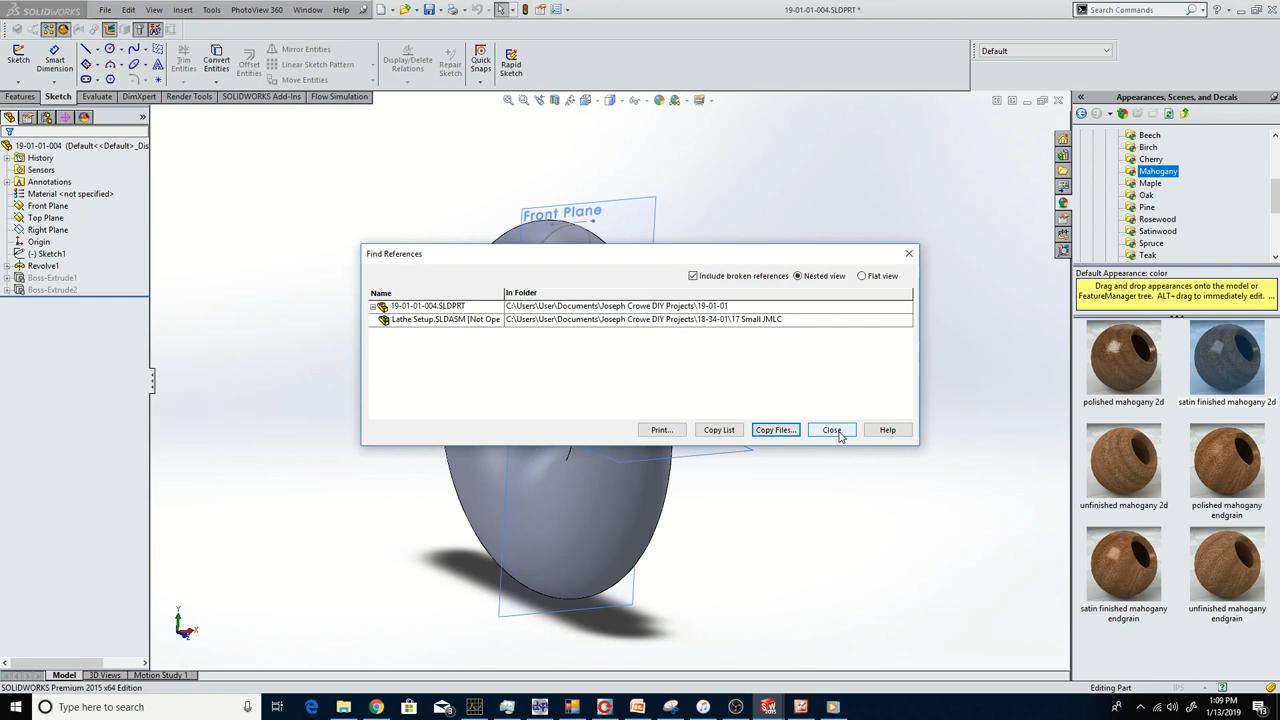 SOLIDWORKS File Edit View Insert Tools PhotoView 360 Window Help 19-01-01-004.SLDPRT * Search Commands
Sketch Smart Dimension Trim Entities Convert Entities Offset Entities Mirror Entities Linear Sketch Pattern Move Entities Display/Delete Relations Repair Sketch Quick Snaps Rapid Sketch Default
Features Sketch Evaluate DimXpert Render Tools SOLIDWORKS Add-Ins Flow Simulation
Appearances, Scenes, and Decals
19-01-01-004 (Default<<Default>_Dis
History
Sensors
Annotations
Material <not specified>
Front Plane
Top Plane
Right Plane
Origin
(-) Sketch1
Revolve1
Boss-Extrude1
Boss-Extrude2
Front Plane
Find References
Include broken references Nested view Flat view
Name In Folder
19-01-01-004.SLDPRT C:\Users\User\Documents\Joseph Crowe DIY Projects\19-01-01
Lathe Setup.SLDASM [Not Ope C:\Users\User\Documents\Joseph Crowe DIY Projects\18-34-01\17 Small JMLC
Print... Copy List Copy Files... Close Help
Beech
Birch
Cherry
Mahogany
Maple
Oak
Pine
Rosewood
Satinwood
Spruce
Teak
Default Appearance: color
Drag and drop appearances onto the model or
FeatureManager tree. ALT+drag to immediately edit.
polished mahogany 2d satin finished mahogany 2d
unfinished mahogany 2d polished mahogany
endgrain
satin finished mahogany unfinished mahogany
endgrain endgrain
Y
X
Z
Model 3D Views Motion Study 1
SOLIDWORKS Premium 2015 x64 Edition Editing Part IPS
Type here to search 1:09 PM
1/13/2019